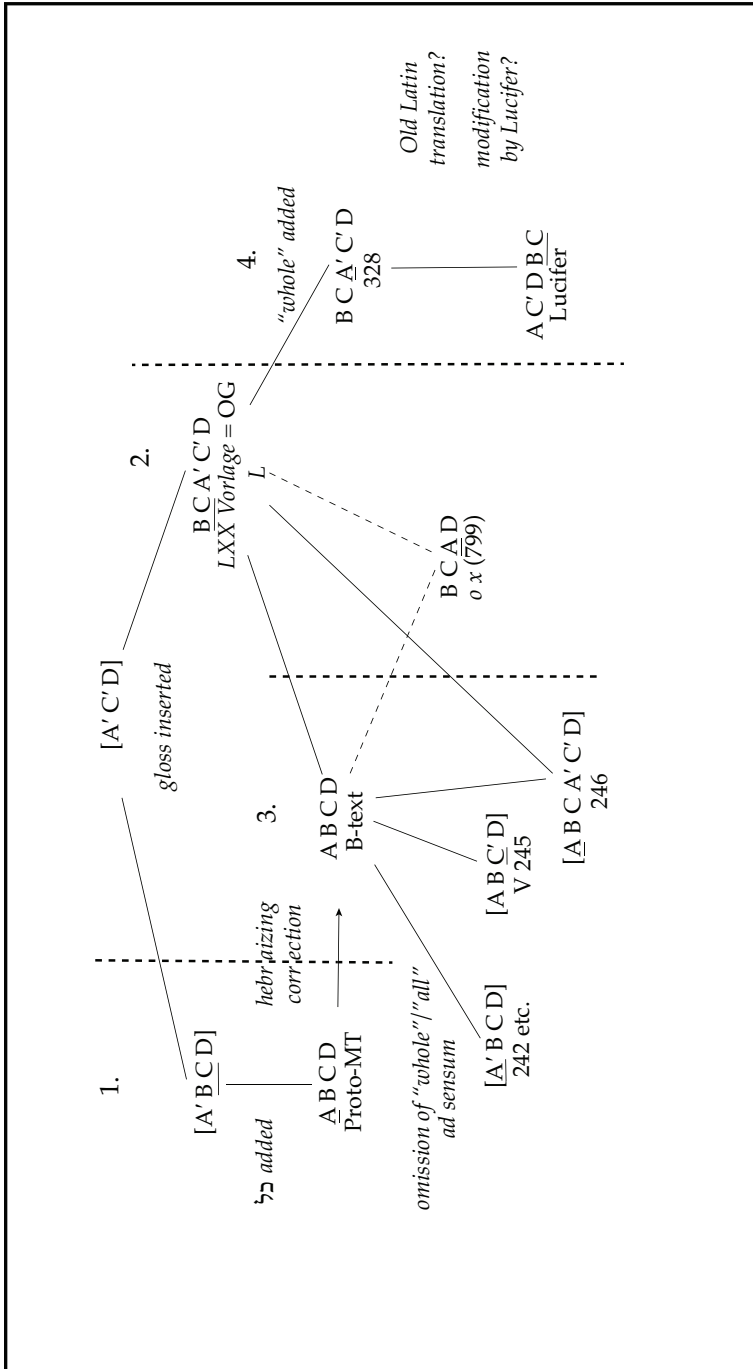 [A′ C′ D]
1.
[A′ B C D]
gloss inserted
2.
B C A′ C′ D
LXX Vorlage = OG
L
4.
"whole" added
כל added
hebraizing
correction
3.
A B C D
Proto-MT
A B C D
B-text
B C A′ C′ D
328
Old Latin
translation?
modification
by Lucifer?
omission of "whole"/"all"
ad sensum
B C A D
o x (799)
[A′ B C D]
242 etc.
[A B C′ D]
V 245
[A B C A′ C′ D]
246
A C′ D B C
Lucifer